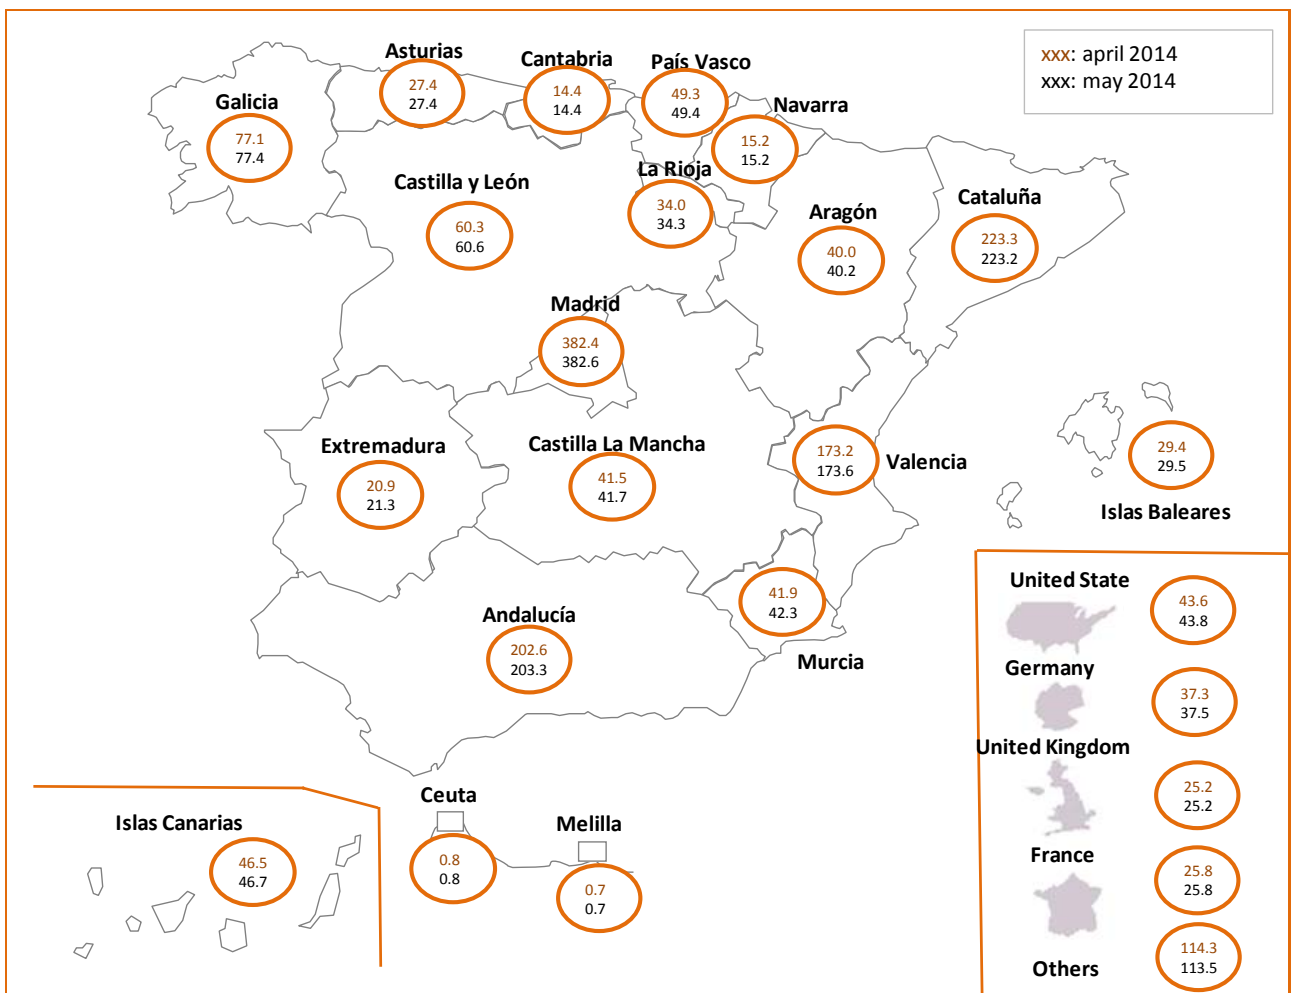 xxx: april 2014
xxx: may 2014
Asturias
27.4
27.4
Cantabria
14.4
14.4
País Vasco
49.3
49.4
Navarra
15.2
15.2
Galicia
77.1
77.4
La Rioja
34.0
34.3
Castilla y León
60.3
60.6
Aragón
40.0
40.2
Cataluña
223.3
223.2
Madrid
382.4
382.6
Extremadura
20.9
21.3
Castilla La Mancha
41.5
41.7
173.2
173.6
Valencia
29.4
29.5
Islas Baleares
Andalucía
202.6
203.3
41.9
42.3
Murcia
United State
43.6
43.8
Germany
37.3
37.5
United Kingdom
25.2
25.2
France
25.8
25.8
Others
114.3
113.5
Islas Canarias
46.5
46.7
Ceuta
0.8
0.8
Melilla
0.7
0.7